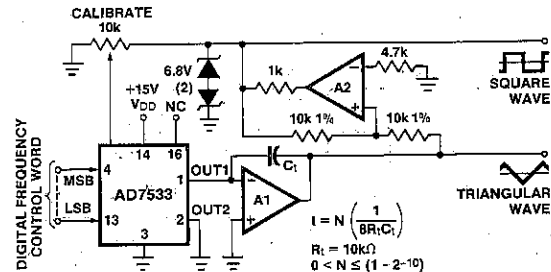 CALIBRATE
10k
+15V
VDD
NC
14
16
6.8V
(2)
1k
A2
4.7k
10k 1%
10k 1%
SQUARE
WAVE
DIGITAL FREQUENCY
CONTROL WORD
MSB
LSB
4
13
AD7533
1
2
3
OUT1
OUT2
Ct
A1
TRIANGULAR
WAVE
f = N (1/8RtCt)
Rt = 10kΩ
0 < N ≤ (1 - 2^-10)